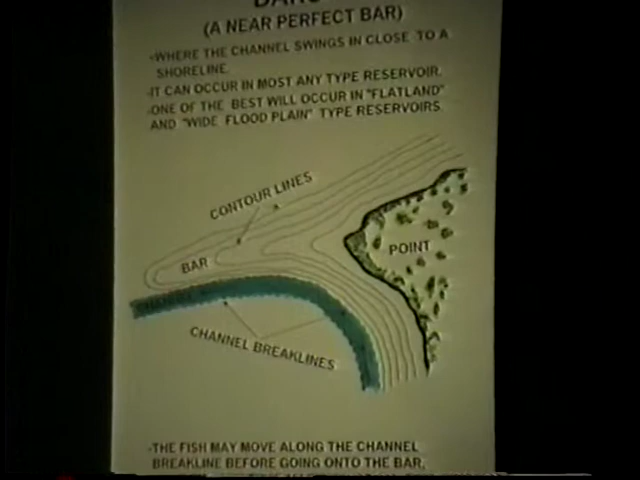 BARS
(A NEAR PERFECT BAR)
-WHERE THE CHANNEL SWINGS IN CLOSE TO A
SHORELINE.
-IT CAN OCCUR IN MOST ANY TYPE RESERVOIR.
-ONE OF THE BEST WILL OCCUR IN "FLATLAND"
AND "WIDE FLOOD PLAIN" TYPE RESERVOIRS.
CONTOUR LINES
POINT
BAR
CHANNEL
CHANNEL BREAKLINES
-THE FISH MAY MOVE ALONG THE CHANNEL
BREAKLINE BEFORE GOING ONTO THE BAR.